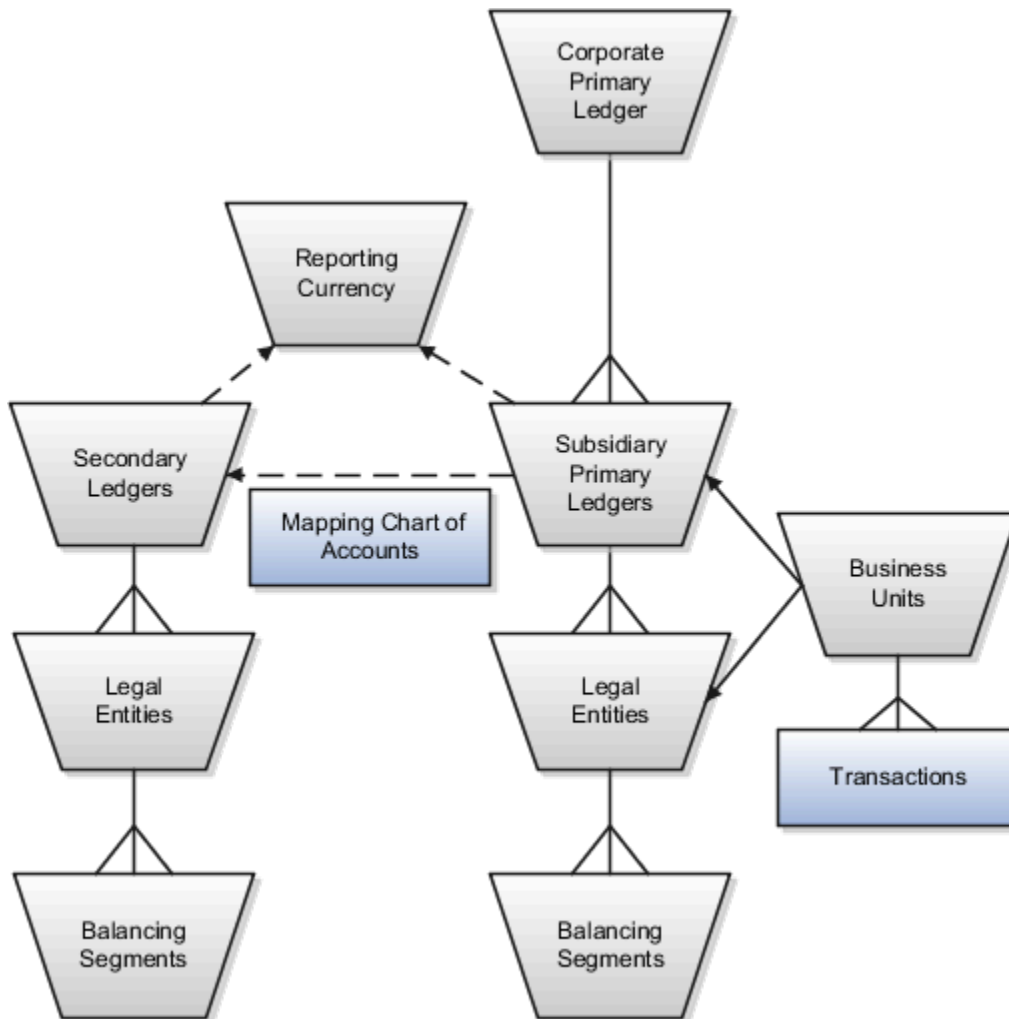 Corporate
Primary
Ledger
Reporting
Currency
Secondary
Ledgers
Subsidiary
Primary
Ledgers
Mapping Chart of
Accounts
Business
Units
Legal
Entities
Legal
Entities
Transactions
Balancing
Segments
Balancing
Segments